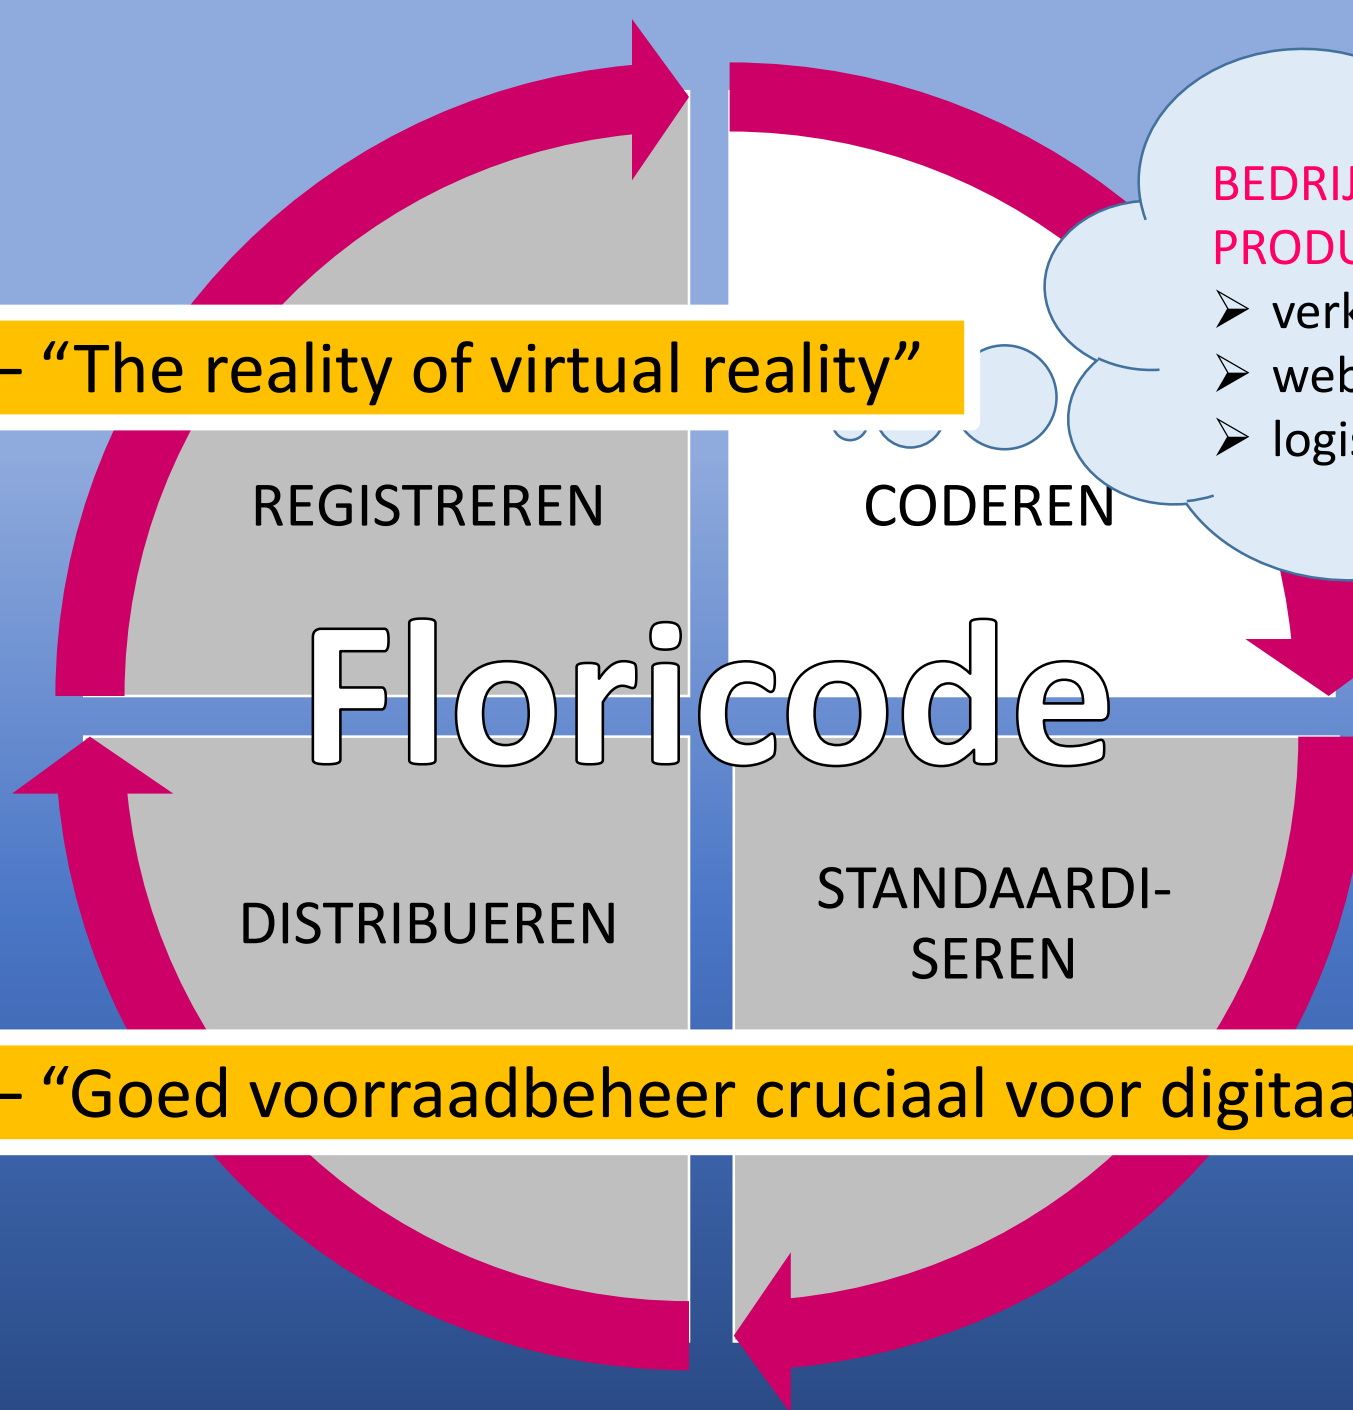 BEDRIJ
PRODU
➢ verk
➢ web
➢ logis
– “The reality of virtual reality”
REGISTREREN
CODEREN
Floricode
DISTRIBUEREN
STANDAARDI-
SEREN
– “Goed voorraadbeheer cruciaal voor digitaa